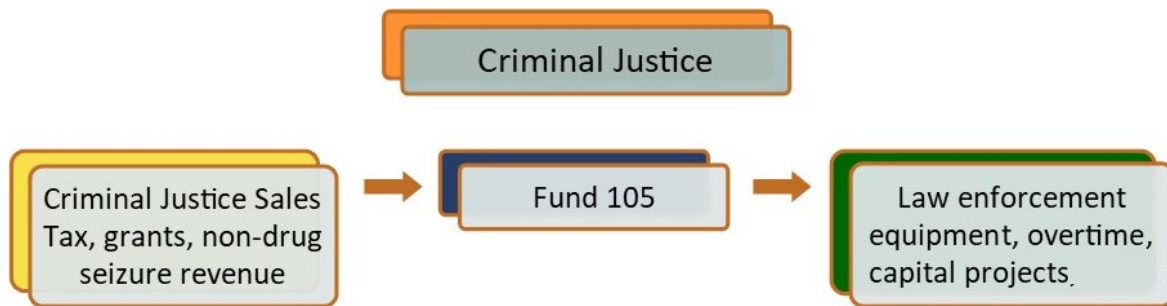 Criminal Justice
Criminal Justice Sales
Tax, grants, non-drug
seizure revenue
Fund 105
Law enforcement
equipment, overtime,
capital projects,